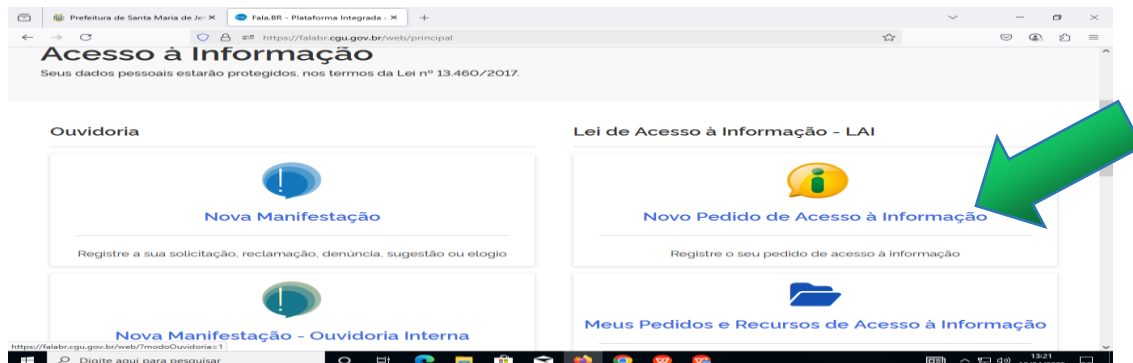 Prefeitura de Santa Maria de Je
Fala.BR - Plataforma Integrada
https://falabr.cgu.gov.br/web/principal
Acesso à Informação
Seus dados pessoais estarão protegidos, nos termos da Lei nº 13.460/2017.
Ouvidoria
Nova Manifestação
Registre a sua solicitação, reclamação, denúncia, sugestão ou elogio
Nova Manifestação - Ouvidoria Interna
Lei de Acesso à Informação - LAI
Novo Pedido de Acesso à Informação
Registre o seu pedido de acesso à informação
Meus Pedidos e Recursos de Acesso à Informação
https://falabr.cgu.gov.br/web/?modoOuvidoria=1
Digite aqui para pesquisar
13:21